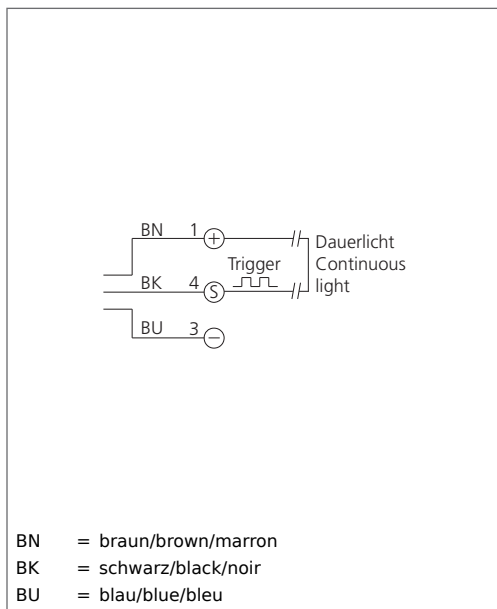 BN 1 +
Dauerlicht
Trigger Continuous
BK 4 S light
BU 3 −
BN = braun/brown/marron
BK = schwarz/black/noir
BU = blau/blue/bleu